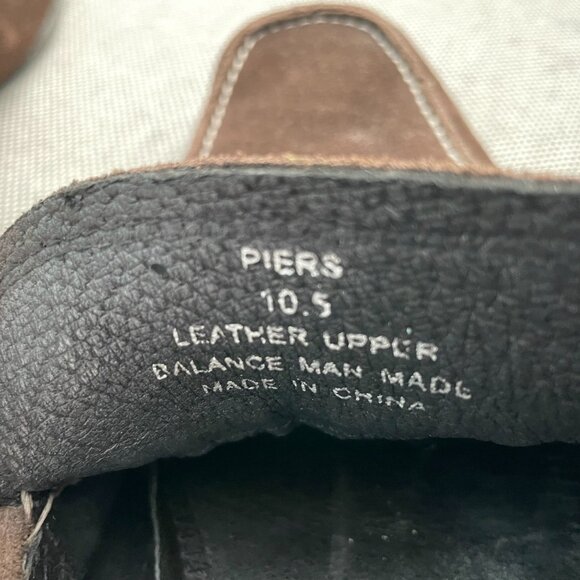 PIERS
10.5
LEATHER UPPER
BALANCE MAN MADE
MADE IN CHINA